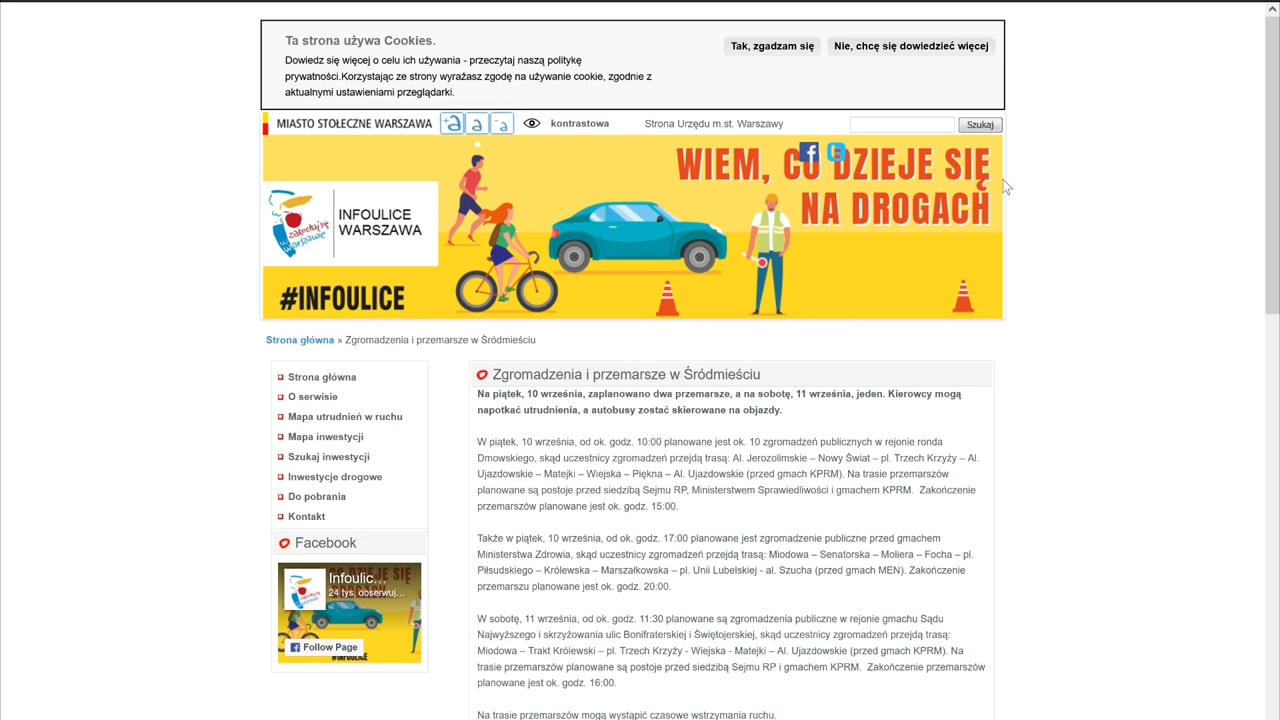 Ta strona używa Cookies.
Dowiedz się więcej o celu ich używania - przeczytaj naszą politykę
prywatności.Korzystając ze strony wyrażasz zgodę na używanie cookie, zgodnie z
aktualnymi ustawieniami przeglądarki.
Tak, zgadzam się
Nie, chcę się dowiedzieć więcej
MIASTO STOŁECZNE WARSZAWA
+a a -a
kontrastowa
Strona Urzędu m.st. Warszawy
Szukaj
WIEM, CO DZIEJE SIĘ
NA DROGACH
zakochaj się
w Warszawie
INFOULICE
WARSZAWA
#INFOULICE
Strona główna » Zgromadzenia i przemarsze w Śródmieściu
Strona główna
O serwisie
Mapa utrudnień w ruchu
Mapa inwestycji
Szukaj inwestycji
Inwestycje drogowe
Do pobrania
Kontakt
Facebook
Infoulic...
24 tys. obserwuj...
Follow Page
#INFOULICE
Zgromadzenia i przemarsze w Śródmieściu
Na piątek, 10 września, zaplanowano dwa przemarsze, a na sobotę, 11 września, jeden. Kierowcy mogą
napotkać utrudnienia, a autobusy zostać skierowane na objazdy.
W piątek, 10 września, od ok. godz. 10:00 planowane jest ok. 10 zgromadzeń publicznych w rejonie ronda
Dmowskiego, skąd uczestnicy zgromadzeń przejdą trasą: Al. Jerozolimskie – Nowy Świat – pl. Trzech Krzyży – Al.
Ujazdowskie – Matejki – Wiejska – Piękna – Al. Ujazdowskie (przed gmach KPRM). Na trasie przemarszów
planowane są postoje przed siedzibą Sejmu RP, Ministerstwem Sprawiedliwości i gmachem KPRM.  Zakończenie
przemarszów planowane jest ok. godz. 15:00.
Także w piątek, 10 września, od ok. godz. 17:00 planowane jest zgromadzenie publiczne przed gmachem
Ministerstwa Zdrowia, skąd uczestnicy zgromadzeń przejdą trasą: Miodowa – Senatorska – Moliera – Focha – pl.
Piłsudskiego – Królewska – Marszałkowska – pl. Unii Lubelskiej - al. Szucha (przed gmach MEN). Zakończenie
przemarszu planowane jest ok. godz. 20:00.
W sobotę, 11 września, od ok. godz. 11:30 planowane są zgromadzenia publiczne w rejonie gmachu Sądu
Najwyższego i skrzyżowania ulic Bonifraterskiej i Świętojerskiej, skąd uczestnicy zgromadzeń przejdą trasą:
Miodowa – Trakt Królewski – pl. Trzech Krzyży - Wiejska - Matejki – Al. Ujazdowskie (przed gmach KPRM). Na
trasie przemarszów planowane są postoje przed siedzibą Sejmu RP i gmachem KPRM.  Zakończenie przemarszów
planowane jest ok. godz. 16:00.
Na trasie przemarszów mogą wystąpić czasowe wstrzymania ruchu.